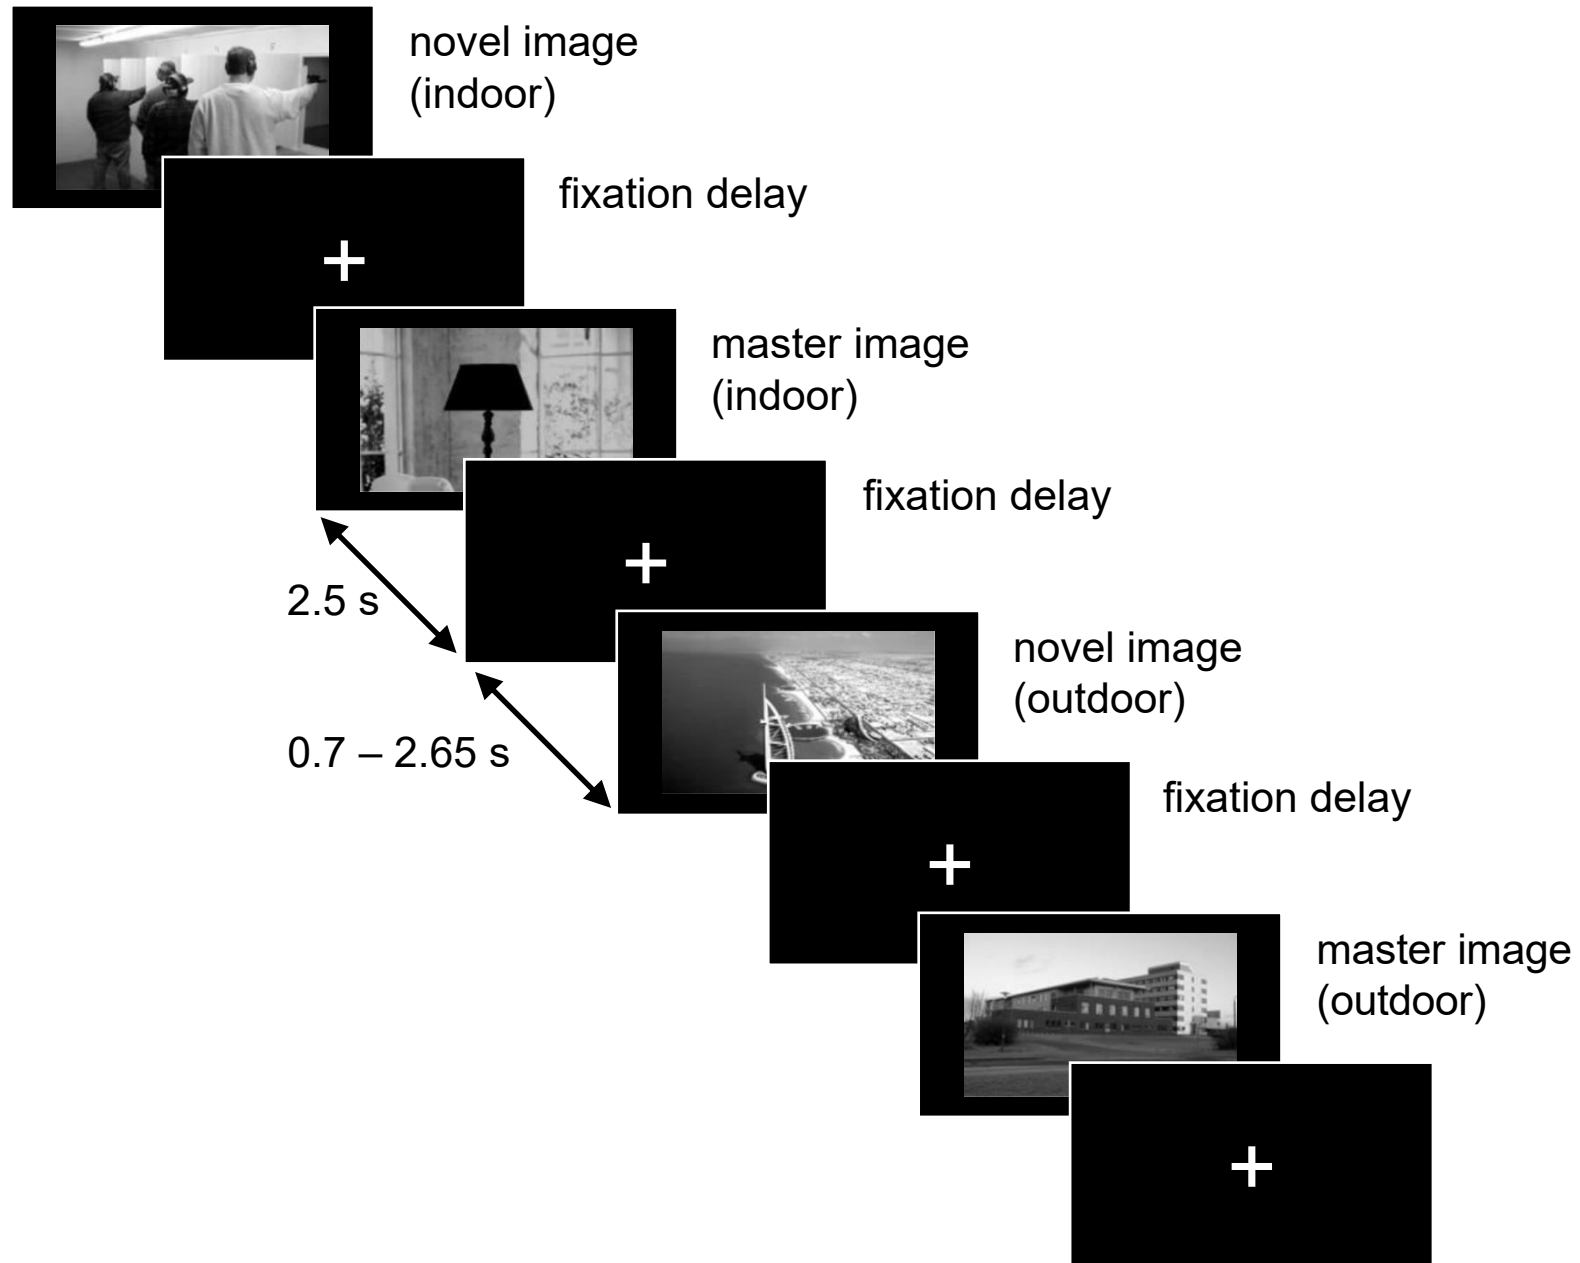 novel image
(indoor)
fixation delay
master image
(indoor)
fixation delay
2.5 s
novel image
(outdoor)
0.7 – 2.65 s
fixation delay
master image
(outdoor)